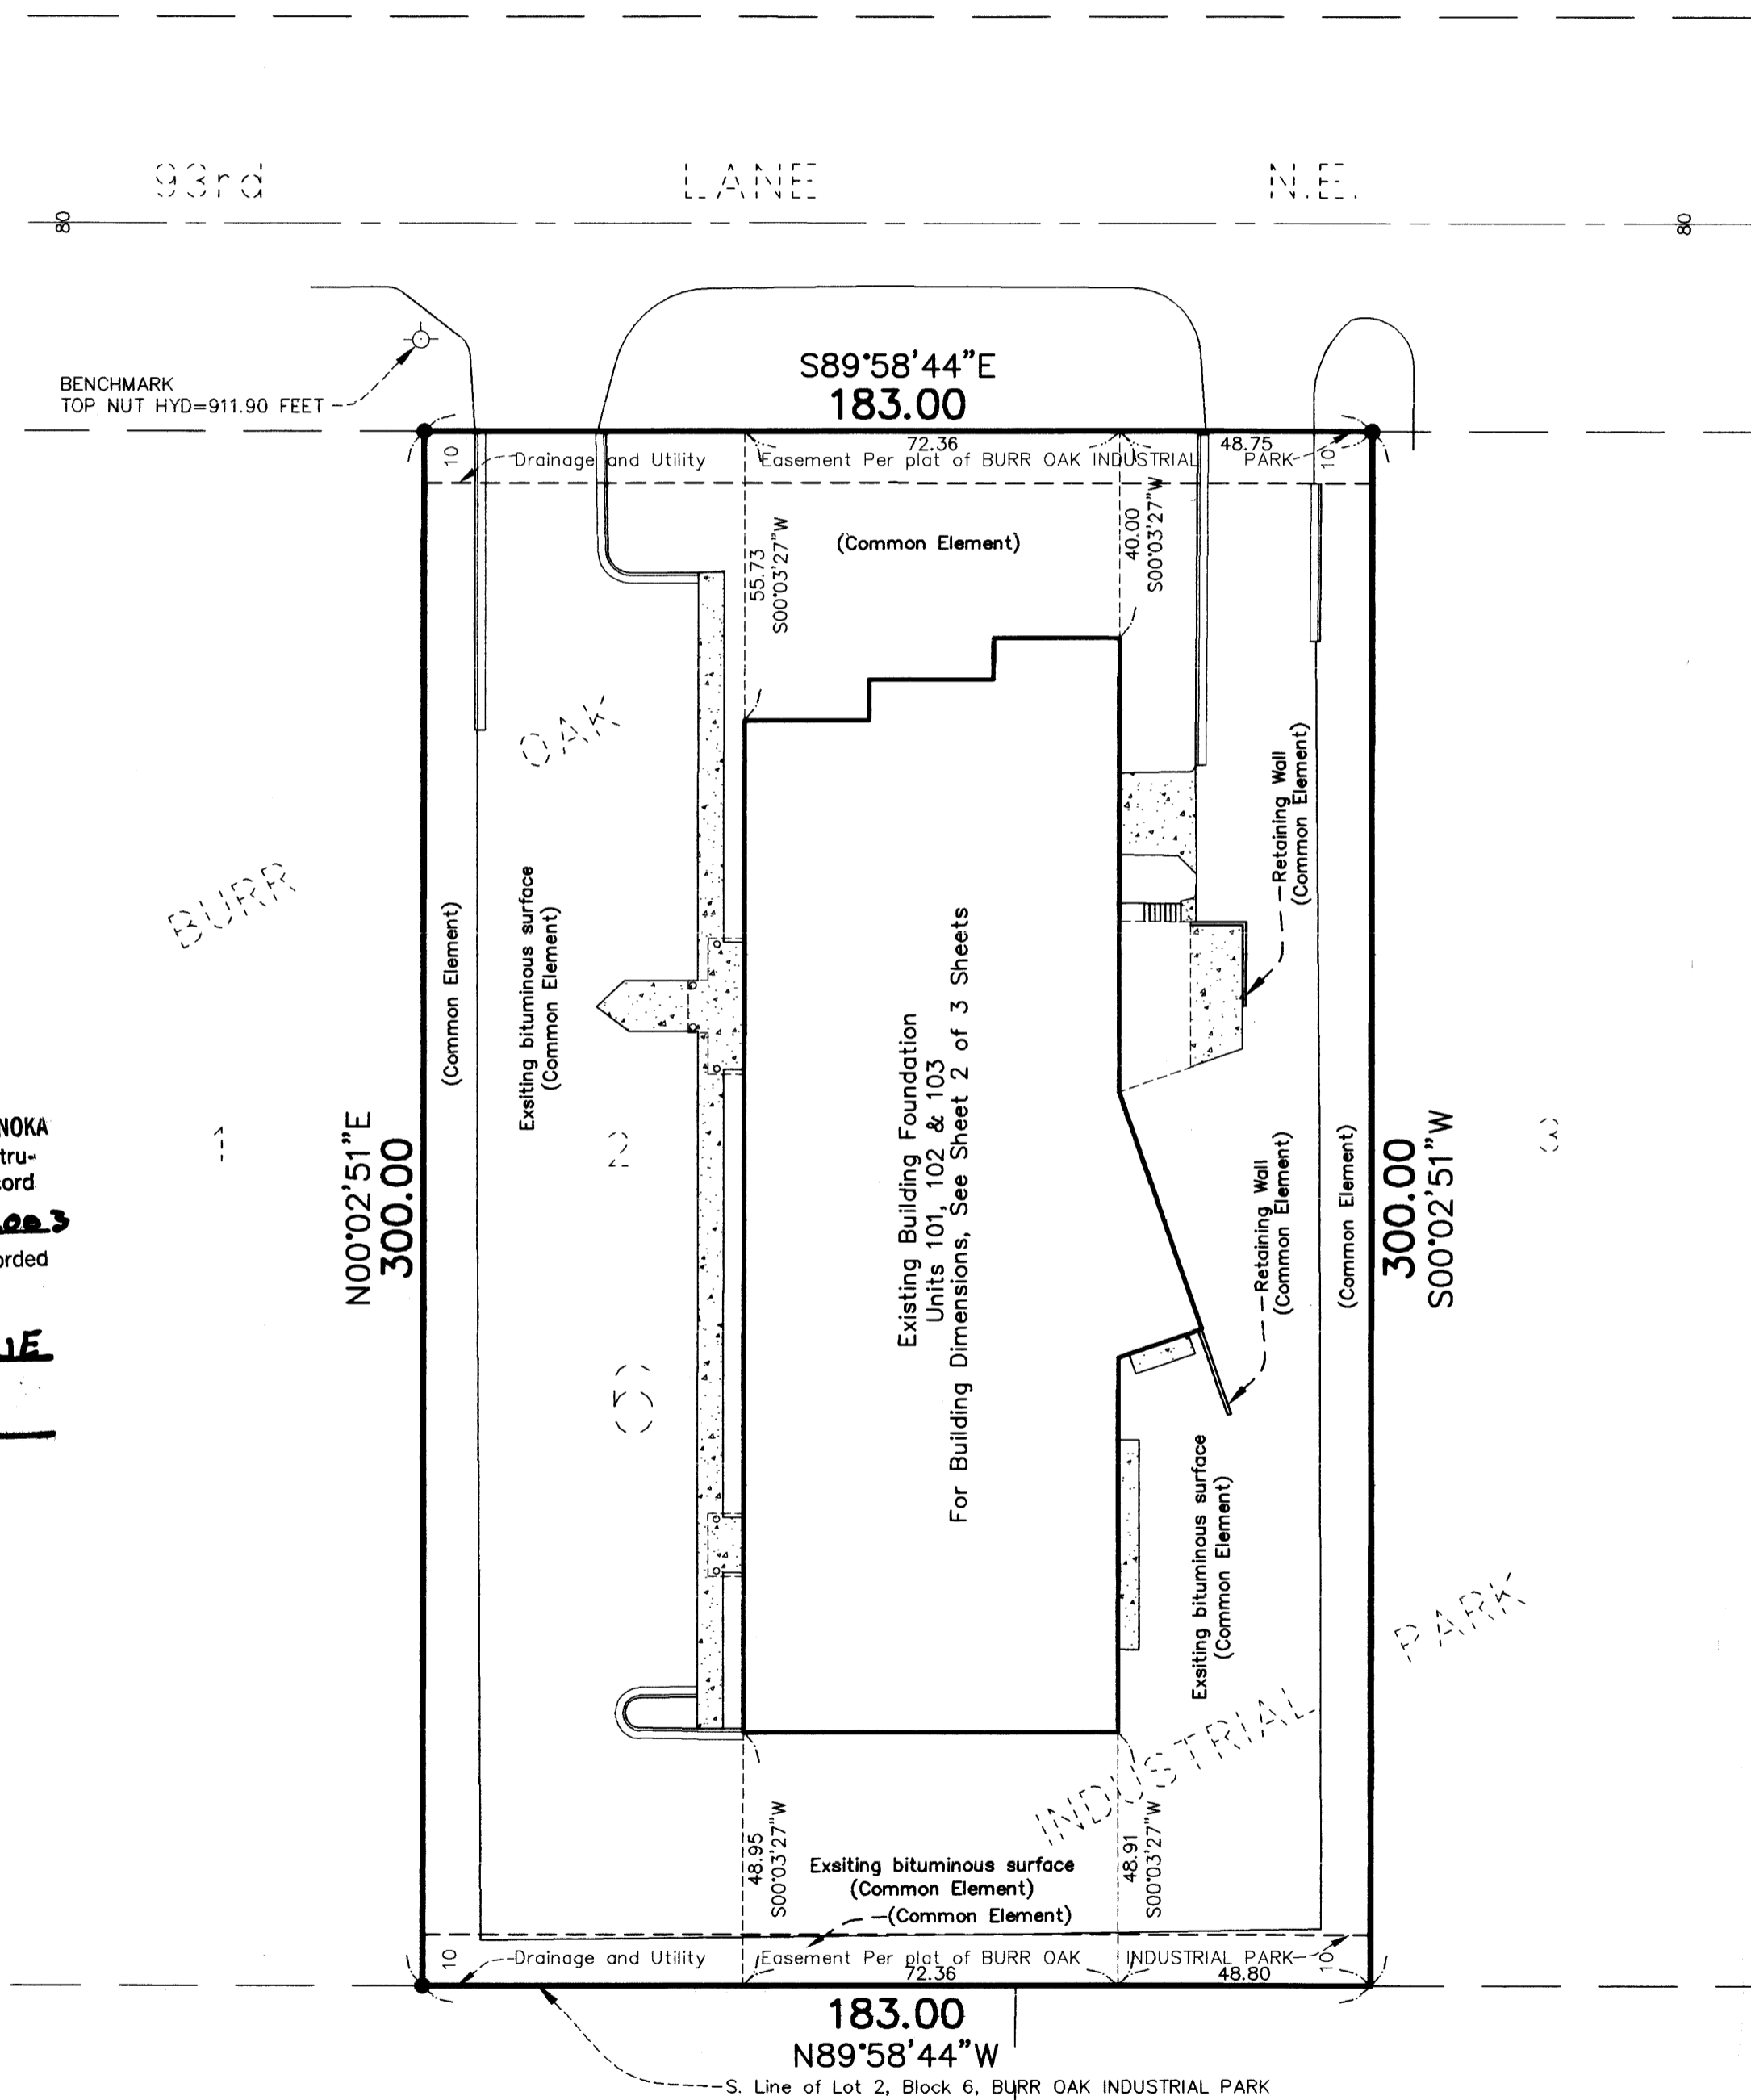 93rd LANE N.E.
80
80
BENCHMARK
TOP NUT HYD=911.90 FEET
S89°58'44"E
183.00
72.36
48.75
10
Drainage and Utility Easement Per plat of BURR OAK INDUSTRIAL PARK
10
55.73
S00°03'27"W
(Common Element)
40.00
S00°03'27"W
BURR OAK INDUSTRIAL PARK
Retaining Wall
(Common Element)
(Common Element)
Exsiting bituminous surface
(Common Element)
Existing Building Foundation
Units 101, 102 & 103
For Building Dimensions, See Sheet 2 of 3 Sheets
NOKA
tru-
cord
orded
1
2
N00°02'51"E
300.00
Retaining Wall
(Common Element)
(Common Element)
300.00
S00°02'51"W
Exsiting bituminous surface
(Common Element)
48.95
S00°03'27"W
48.91
S00°03'27"W
Exsiting bituminous surface
(Common Element)
(Common Element)
10
Drainage and Utility Easement Per plat of BURR OAK INDUSTRIAL PARK
10
72.36
48.80
183.00
N89°58'44"W
S. Line of Lot 2, Block 6, BURR OAK INDUSTRIAL PARK